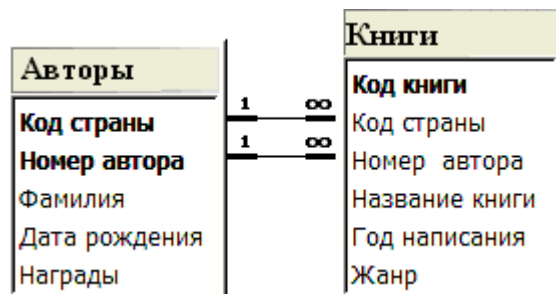 Авторы
Код страны
Номер автора
Фамилия
Дата рождения
Награды
1 ∞
1 ∞
Книги
Код книги
Код страны
Номер автора
Название книги
Год написания
Жанр